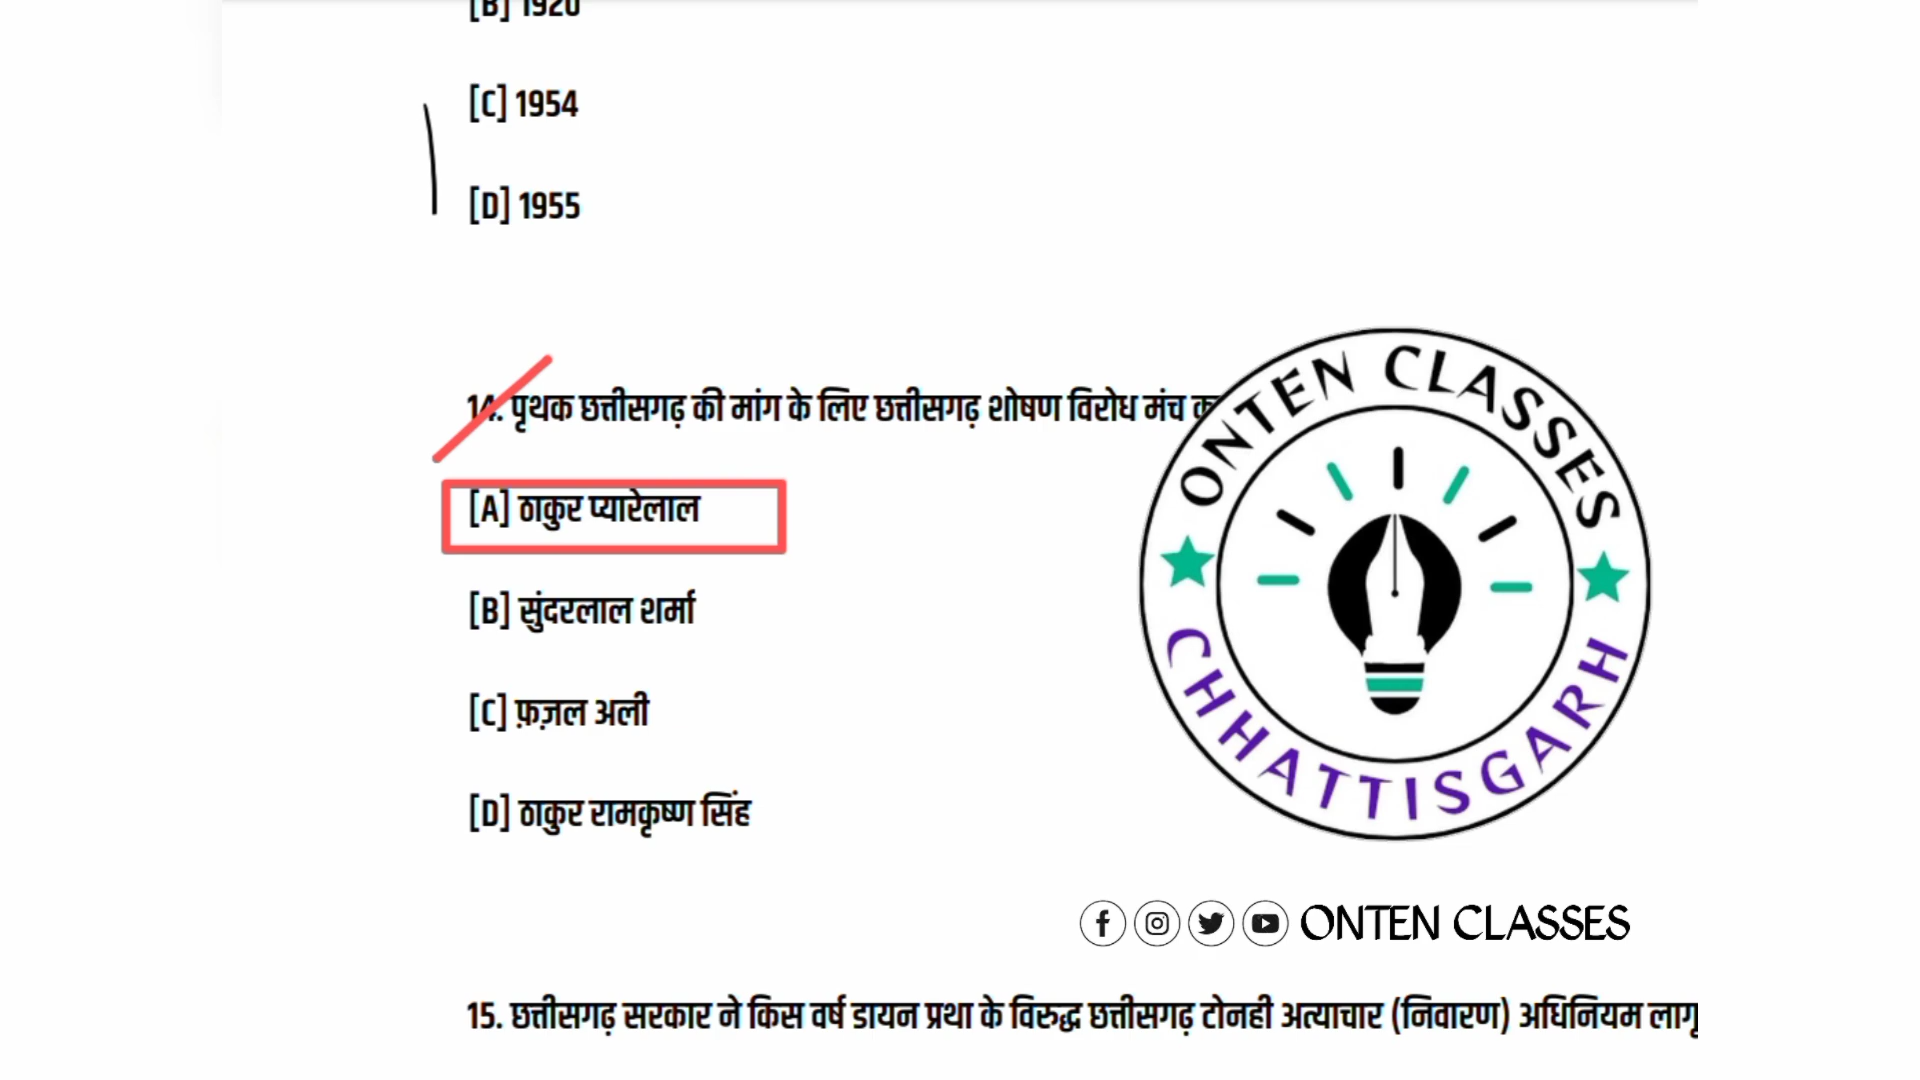 [B] 1920
[C] 1954
[D] 1955
14. पृथक छत्तीसगढ़ की मांग के लिए छत्तीसगढ़ शोषण विरोध मंच
[A] ठाकुर प्यारेलाल
[B] सुंदरलाल शर्मा
[C] फ़ज़ल अली
[D] ठाकुर रामकृष्ण सिंह
ONTEN CLASSES
CHHATTISGARH
ONTEN CLASSES
15. छत्तीसगढ़ सरकार ने किस वर्ष डायन प्रथा के विरुद्ध छत्तीसगढ़ टोनही अत्याचार (निवारण) अधिनियम लागू